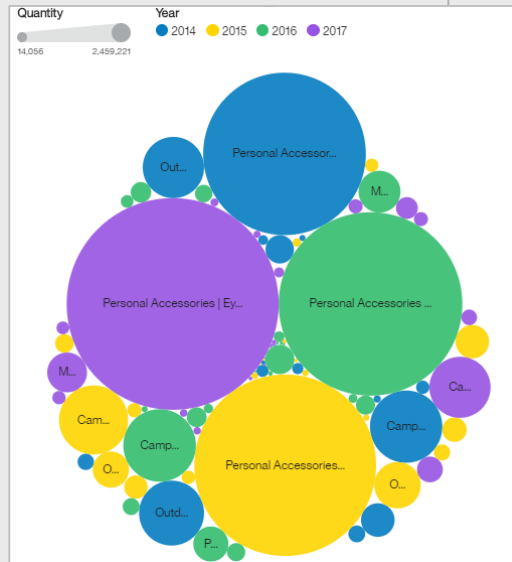 Quantity
14,056 2,459,221
Year
2014 2015 2016 2017
Personal Accessor...
Out...
M...
Personal Accessories | Ey...
Personal Accessories ...
M...
Ca...
Cam...
Camp...
Camp...
O...
Personal Accessories...
O...
Outd...
P...